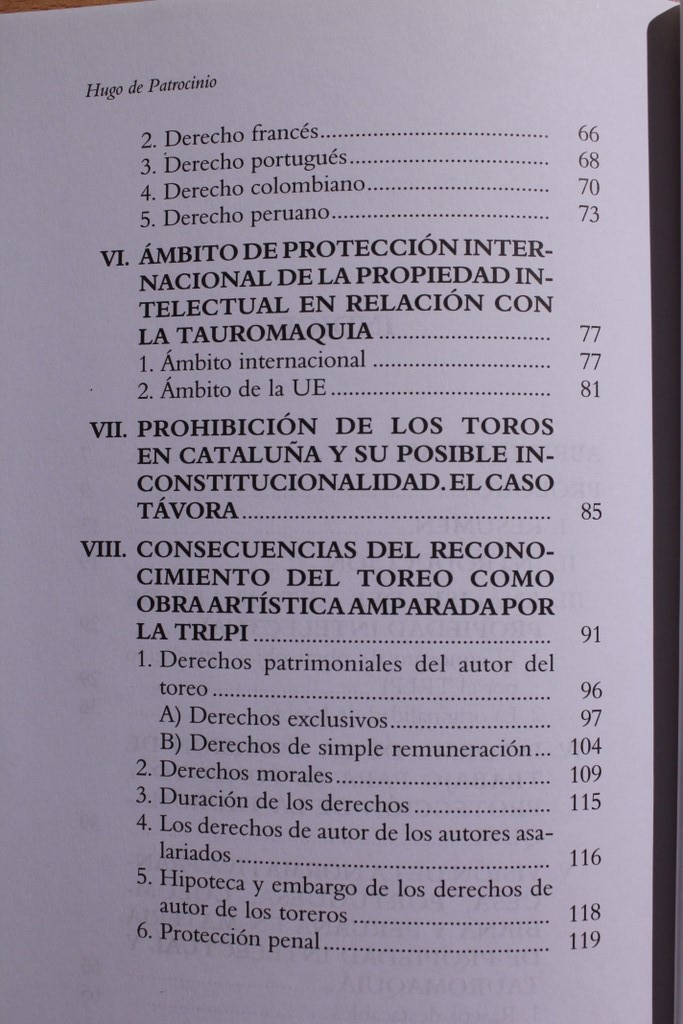 Hugo de Patrocinio
2. Derecho francés.......................................... 66
3. Derecho portugués..................................... 68
4. Derecho colombiano.................................. 70
5. Derecho peruano........................................ 73
VI. ÁMBITO DE PROTECCIÓN INTER-
NACIONAL DE LA PROPIEDAD IN-
TELECTUAL EN RELACIÓN CON
LA TAUROMAQUIA ............................... 77
1. Ámbito internacional ................................ 77
2. Ámbito de la UE ........................................ 81
VII. PROHIBICIÓN DE LOS TOROS
EN CATALUÑA Y SU POSIBLE IN-
CONSTITUCIONALIDAD. EL CASO
TÁVORA ....................................................... 85
VIII. CONSECUENCIAS DEL RECONO-
CIMIENTO DEL TOREO COMO
OBRA ARTÍSTICA AMPARADA POR
LA TRLPI ..................................................... 91
1. Derechos patrimoniales del autor del
toreo ............................................................ 96
A) Derechos exclusivos............................. 97
B) Derechos de simple remuneración... 104
2. Derechos morales....................................... 109
3. Duración de los derechos ......................... 115
4. Los derechos de autor de los autores asa-
lariados ........................................................ 116
5. Hipoteca y embargo de los derechos de
autor de los toreros ................................... 118
6. Protección penal......................................... 119